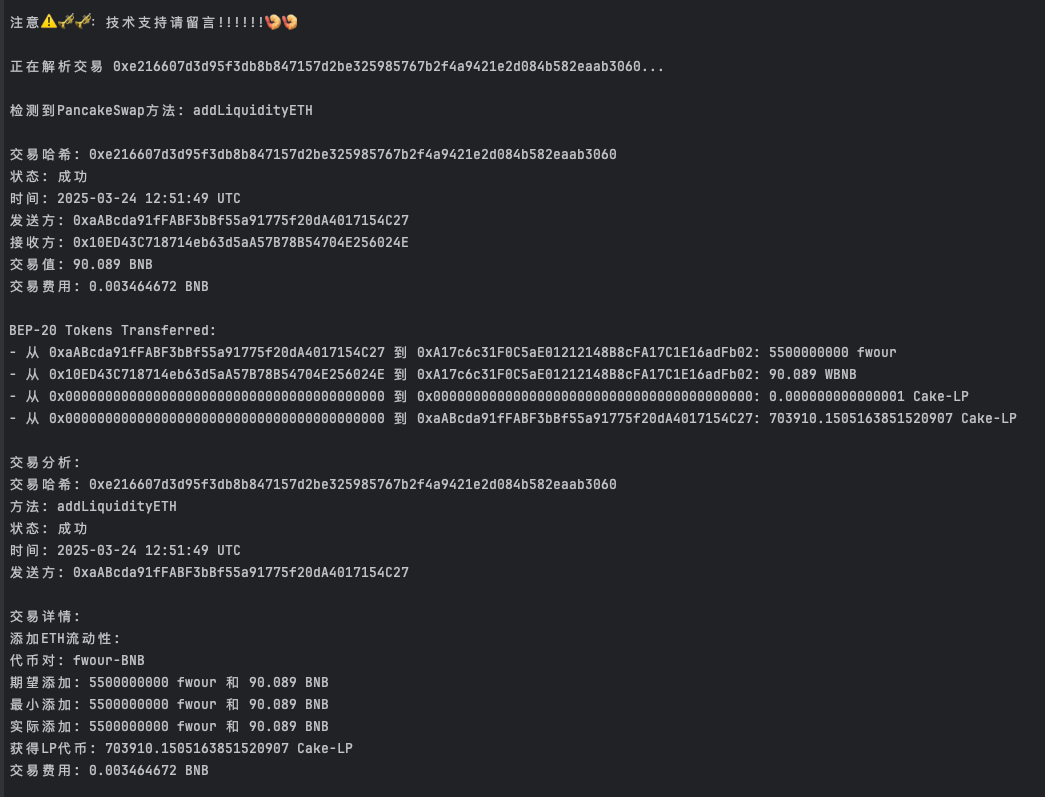 注意⚠️🎺🎺: 技术支持请留言!!!!!!🍤🍤
正在解析交易 0xe216607d3d95f3db8b847157d2be325985767b2f4a9421e2d084b582eaab3060...
检测到PancakeSwap方法: addLiquidityETH
交易哈希: 0xe216607d3d95f3db8b847157d2be325985767b2f4a9421e2d084b582eaab3060
状态: 成功
时间: 2025-03-24 12:51:49 UTC
发送方: 0xaABcda91fFABF3bBf55a91775f20dA4017154C27
接收方: 0x10ED43C718714eb63d5aA57B78B54704E256024E
交易值: 90.089 BNB
交易费用: 0.003464672 BNB
BEP-20 Tokens Transferred:
- 从 0xaABcda91fFABF3bBf55a91775f20dA4017154C27 到 0xA17c6c31F0C5aE01212148B8cFA17C1E16adFb02: 5500000000 fwour
- 从 0x10ED43C718714eb63d5aA57B78B54704E256024E 到 0xA17c6c31F0C5aE01212148B8cFA17C1E16adFb02: 90.089 WBNB
- 从 0x0000000000000000000000000000000000000000 到 0x0000000000000000000000000000000000000000: 0.000000000000001 Cake-LP
- 从 0x0000000000000000000000000000000000000000 到 0xaABcda91fFABF3bBf55a91775f20dA4017154C27: 703910.1505163851520907 Cake-LP
交易分析:
交易哈希: 0xe216607d3d95f3db8b847157d2be325985767b2f4a9421e2d084b582eaab3060
方法: addLiquidityETH
状态: 成功
时间: 2025-03-24 12:51:49 UTC
发送方: 0xaABcda91fFABF3bBf55a91775f20dA4017154C27
交易详情:
添加ETH流动性:
代币对: fwour-BNB
期望添加: 5500000000 fwour 和 90.089 BNB
最小添加: 5500000000 fwour 和 90.089 BNB
实际添加: 5500000000 fwour 和 90.089 BNB
获得LP代币: 703910.1505163851520907 Cake-LP
交易费用: 0.003464672 BNB